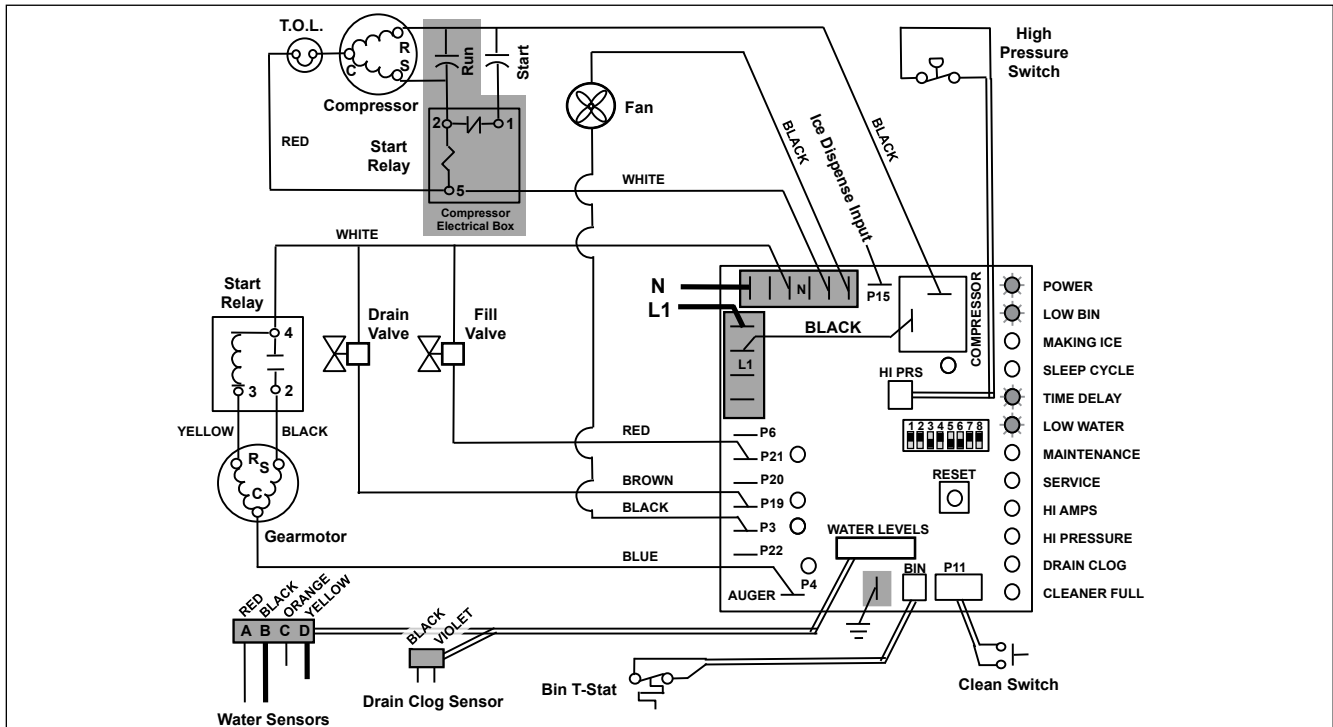 T.O.L.
R
S
C
Compressor
Run
Start
RED
2
1
5
Start
Relay
Compressor
Electrical Box
Fan
BLACK
Ice Dispense Input
BLACK
High
Pressure
Switch
WHITE
WHITE
Start
Relay
4
3
2
YELLOW
BLACK
R
S
C
Gearmotor
Drain
Valve
Fill
Valve
N
L1
N
P15
L1
BLACK
COMPRESSOR
HI PRS
1 2 3 4 5 6 7 8
RESET
RED
BROWN
BLACK
BLUE
P6
P21
P20
P19
P3
P22
P4
AUGER
WATER LEVELS
BIN
P11
POWER
LOW BIN
MAKING ICE
SLEEP CYCLE
TIME DELAY
LOW WATER
MAINTENANCE
SERVICE
HI AMPS
HI PRESSURE
DRAIN CLOG
CLEANER FULL
RED
BLACK
ORANGE
YELLOW
A B C D
Water Sensors
BLACK
VIOLET
Drain Clog Sensor
Bin T-Stat
Clean Switch